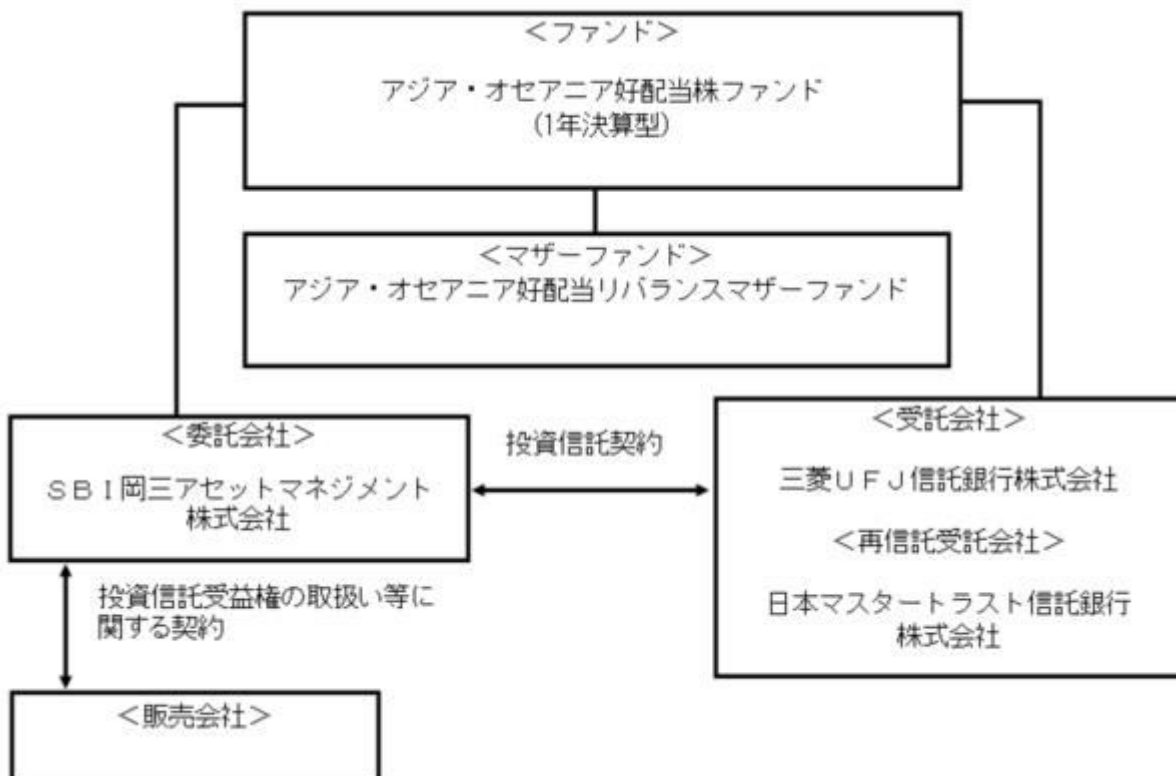 ＜ファンド＞
アジア・オセアニア好配当株ファンド
(1年決算型)
＜マザーファンド＞
アジア・オセアニア好配当リバランスマザーファンド
＜委託会社＞
ＳＢＩ岡三アセットマネジメント
株式会社
投資信託契約
＜受託会社＞
三菱ＵＦＪ信託銀行株式会社
＜再信託受託会社＞
日本マスタートラスト信託銀行
株式会社
投資信託受益権の取扱い等に
関する契約
＜販売会社＞